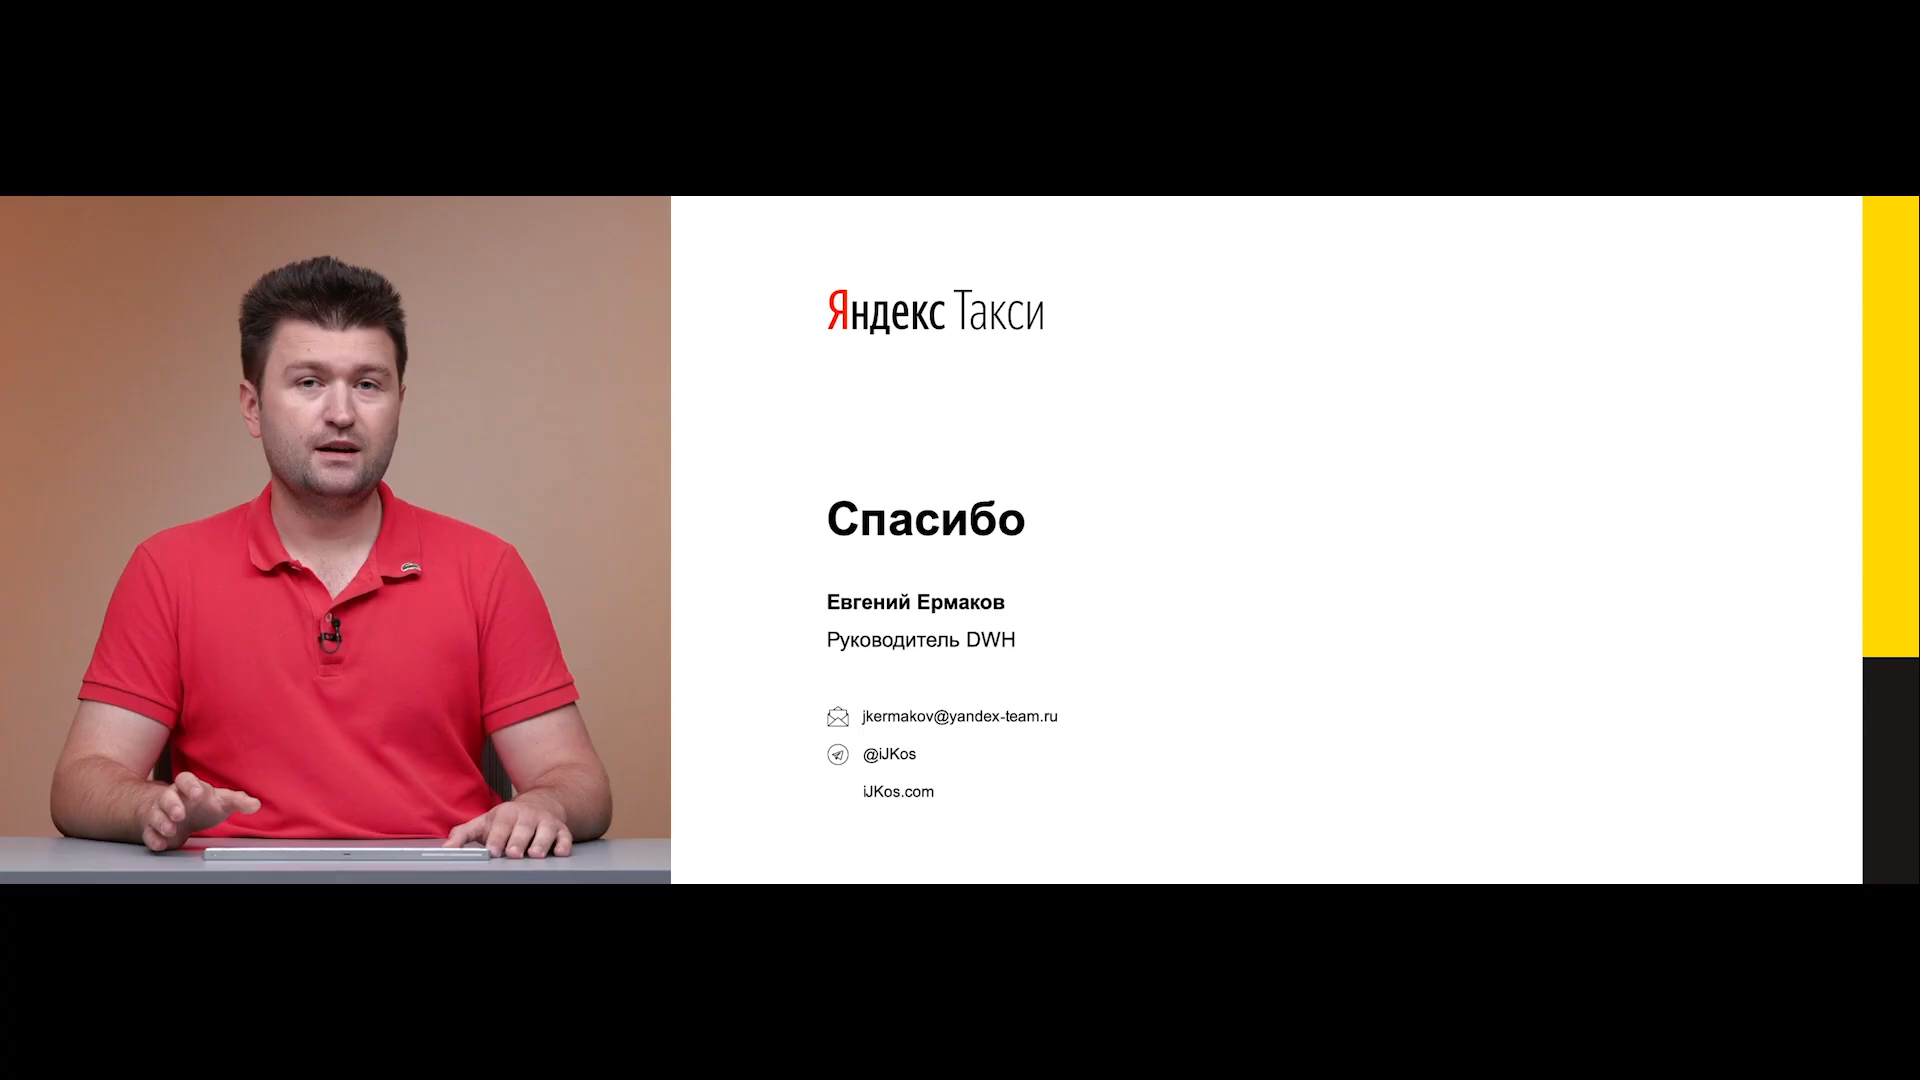 Яндекс Такси
Спасибо
Евгений Ермаков
Руководитель DWH
jkermakov@yandex-team.ru
@iJKos
iJKos.com